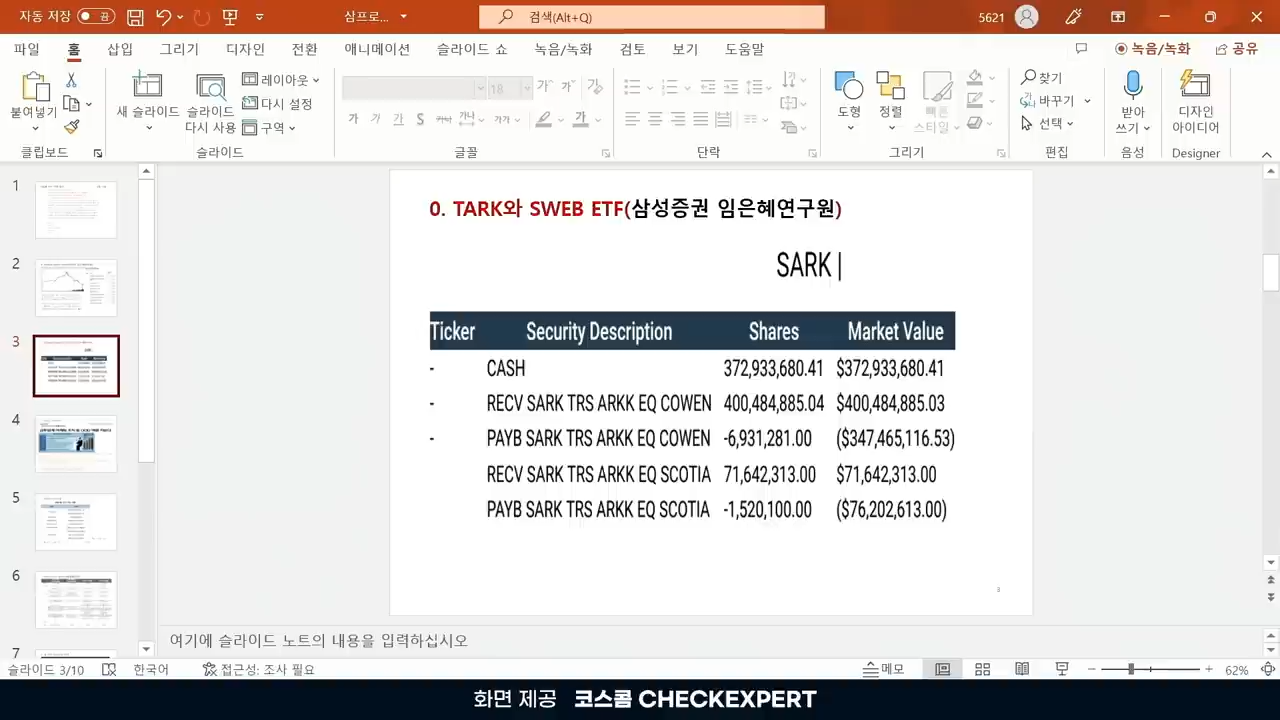 자동 저장 끔 삼프로... 검색(Alt+Q) 5621
파일 홈 삽입 그리기 디자인 전환 애니메이션 슬라이드 쇼 녹음/녹화 검토 보기 도움말 녹음/녹화 공유
붙여넣기 새 슬라이드 슬라이드 다시 사용 레이아웃 다시 설정 구역 18 도형 정렬 빠른 스타일 찾기 바꾸기 선택 받아쓰기 디자인 아이디어
클립보드 슬라이드 글꼴 단락 그리기 편집 음성 Designer
1
2
3
4
5
6
7
0. TARK와 SWEB ETF(삼성증권 임은혜연구원)
SARK |
Ticker Security Description Shares Market Value
- CASH 372,933,680.41 $372,933,680.41
- RECV SARK TRS ARKK EQ COWEN 400,484,885.04 $400,484,885.03
- PAYB SARK TRS ARKK EQ COWEN -6,931,281.00 ($347,465,116.53)
RECV SARK TRS ARKK EQ SCOTIA 71,642,313.00 $71,642,313.00
PAYB SARK TRS ARKK EQ SCOTIA -1,520,100.00 ($76,202,613.00)
3
여기에 슬라이드 노트의 내용을 입력하십시오
슬라이드 3/10 한국어 접근성: 조사 필요 메모 62%
화면 제공 코스콤 CHECKEXPERT